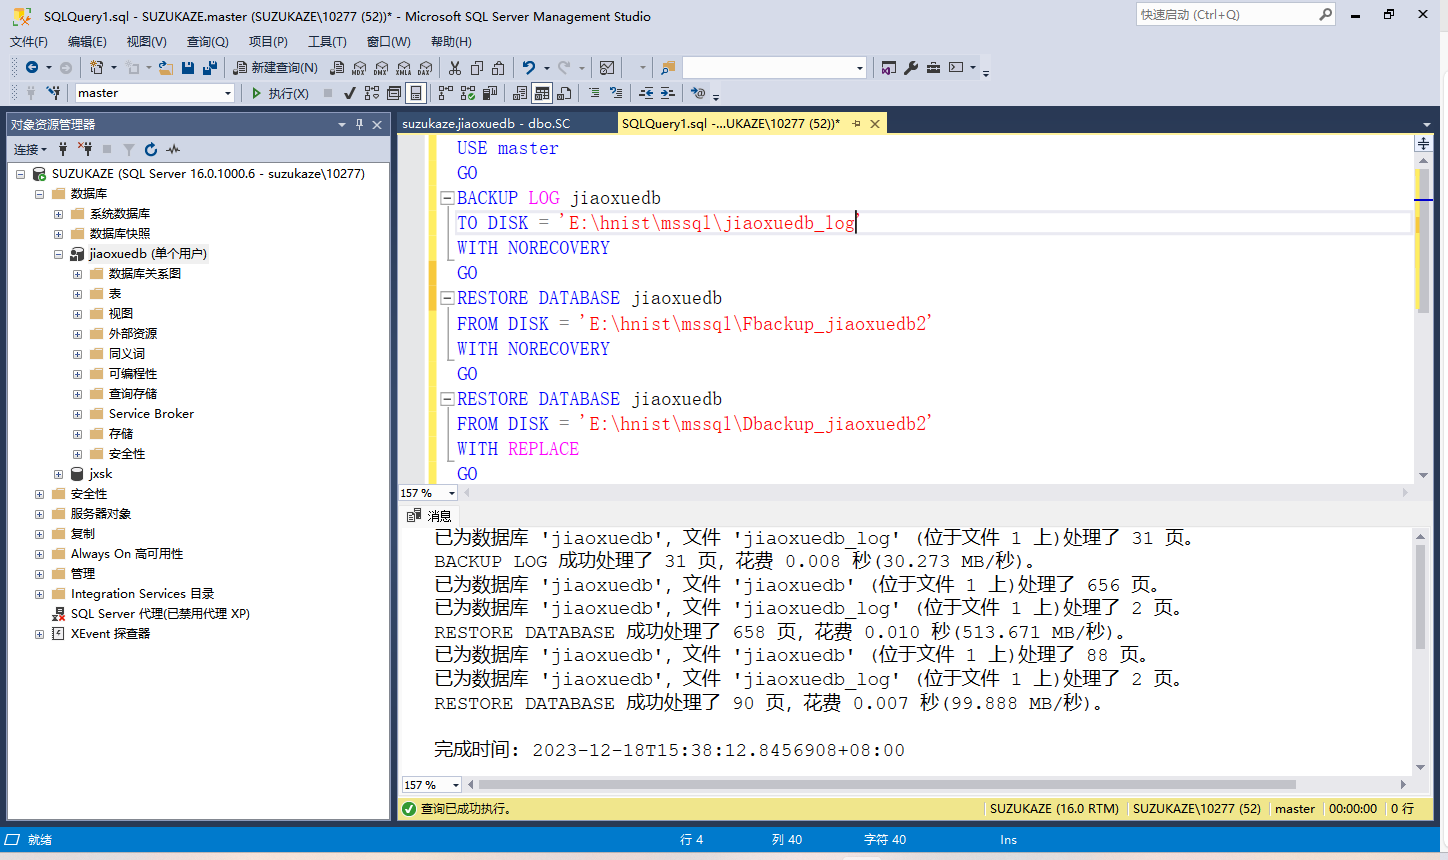 SQLQuery1.sql - SUZUKAZE.master (SUZUKAZE\10277 (52))* - Microsoft SQL Server Management Studio
快速启动 (Ctrl+Q)
文件(F) 编辑(E) 视图(V) 查询(Q) 项目(P) 工具(T) 窗口(W) 帮助(H)
新建查询(N) MDX DMX XMLA DAX
master 执行(X)
对象资源管理器
连接
SUZUKAZE (SQL Server 16.0.1000.6 - suzukaze\10277)
数据库
系统数据库
数据库快照
jiaoxuedb (单个用户)
数据库关系图
表
视图
外部资源
同义词
可编程性
查询存储
Service Broker
存储
安全性
jxsk
安全性
服务器对象
复制
Always On 高可用性
管理
Integration Services 目录
SQL Server 代理(已禁用代理 XP)
XEvent 探查器
suzukaze.jiaoxuedb - dbo.SC
SQLQuery1.sql -...UKAZE\10277 (52))*
USE master
GO
BACKUP LOG jiaoxuedb
TO DISK = 'E:\hnist\mssql\jiaoxuedb_log'
WITH NORECOVERY
GO
RESTORE DATABASE jiaoxuedb
FROM DISK = 'E:\hnist\mssql\Fbackup_jiaoxuedb2'
WITH NORECOVERY
GO
RESTORE DATABASE jiaoxuedb
FROM DISK = 'E:\hnist\mssql\Dbackup_jiaoxuedb2'
WITH REPLACE
GO
157 %
消息
已为数据库 'jiaoxuedb'，文件 'jiaoxuedb_log' (位于文件 1 上)处理了 31 页。
BACKUP LOG 成功处理了 31 页，花费 0.008 秒(30.273 MB/秒)。
已为数据库 'jiaoxuedb'，文件 'jiaoxuedb' (位于文件 1 上)处理了 656 页。
已为数据库 'jiaoxuedb'，文件 'jiaoxuedb_log' (位于文件 1 上)处理了 2 页。
RESTORE DATABASE 成功处理了 658 页，花费 0.010 秒(513.671 MB/秒)。
已为数据库 'jiaoxuedb'，文件 'jiaoxuedb' (位于文件 1 上)处理了 88 页。
已为数据库 'jiaoxuedb'，文件 'jiaoxuedb_log' (位于文件 1 上)处理了 2 页。
RESTORE DATABASE 成功处理了 90 页，花费 0.007 秒(99.888 MB/秒)。
完成时间: 2023-12-18T15:38:12.8456908+08:00
157 %
查询已成功执行。 SUZUKAZE (16.0 RTM) SUZUKAZE\10277 (52) master 00:00:00 0 行
就绪 行 4 列 40 字符 40 Ins